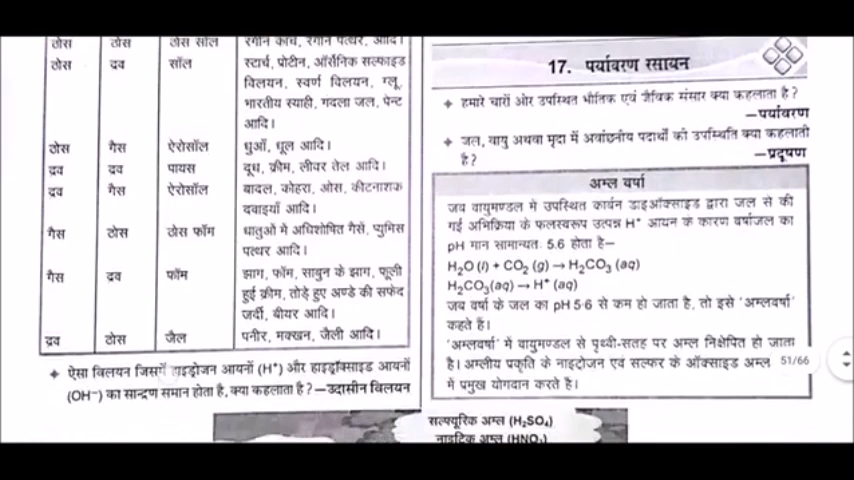 ठोस ठोस ठोस सॉल रंगीन काँच, रंगीन पत्थर, आदि।
ठोस द्रव सॉल स्टार्च, प्रोटीन, ऑर्सेनिक सल्फाइड
विलयन, स्वर्ण विलयन, ग्लू,
भारतीय स्याही, गदला जल, पेन्ट
आदि।
ठोस गैस ऐरोसॉल धुआँ, धूल आदि।
द्रव द्रव पायस दूध, क्रीम, लीवर तेल आदि।
द्रव गैस ऐरोसॉल बादल, कोहरा, ओस, कीटनाशक
दवाइयाँ आदि।
गैस ठोस ठोस फॉम धातुओं में अधिशोषित गैसें, प्युमिस
पत्थर आदि।
गैस द्रव फॉम झाग, फॉम, साबुन के झाग, फूली
हुई क्रीम, तोड़े हुए अण्डे की सफेद
जर्दी, बीयर आदि।
द्रव ठोस जैल पनीर, मक्खन, जैली आदि।
ऐसा विलयन जिसमें हाइड्रोजन आयनों (H⁺) और हाइड्रॉक्साइड आयनों
(OH⁻) का सान्द्रण समान होता है, क्या कहलाता है? –उदासीन विलयन
17. पर्यावरण रसायन
हमारे चारों ओर उपस्थित भौतिक एवं जैविक संसार क्या कहलाता है?
–पर्यावरण
जल, वायु अथवा मृदा में अवांछनीय पदार्थों की उपस्थिति क्या कहलाती
है? –प्रदूषण
अम्ल वर्षा
जब वायुमण्डल में उपस्थित कार्बन डाइऑक्साइड द्वारा जल से की
गई अभिक्रिया के फलस्वरूप उत्पन्न H⁺ आयन के कारण वर्षाजल का
pH मान सामान्यतः 5.6 होता है–
H₂O (l) + CO₂ (g) → H₂CO₃ (aq)
H₂CO₃(aq) → H⁺ (aq)
जब वर्षा के जल का pH 5·6 से कम हो जाता है, तो इसे 'अम्लवर्षा'
कहते हैं।
'अम्लवर्षा' में वायुमण्डल से पृथ्वी-सतह पर अम्ल निक्षेपित हो जाता
है। अम्लीय प्रकृति के नाइट्रोजन एवं सल्फर के ऑक्साइड अम्ल
में प्रमुख योगदान करते हैं।
51/66
सल्फ्यूरिक अम्ल (H₂SO₄)
नाइट्रिक अम्ल (HNO₃)